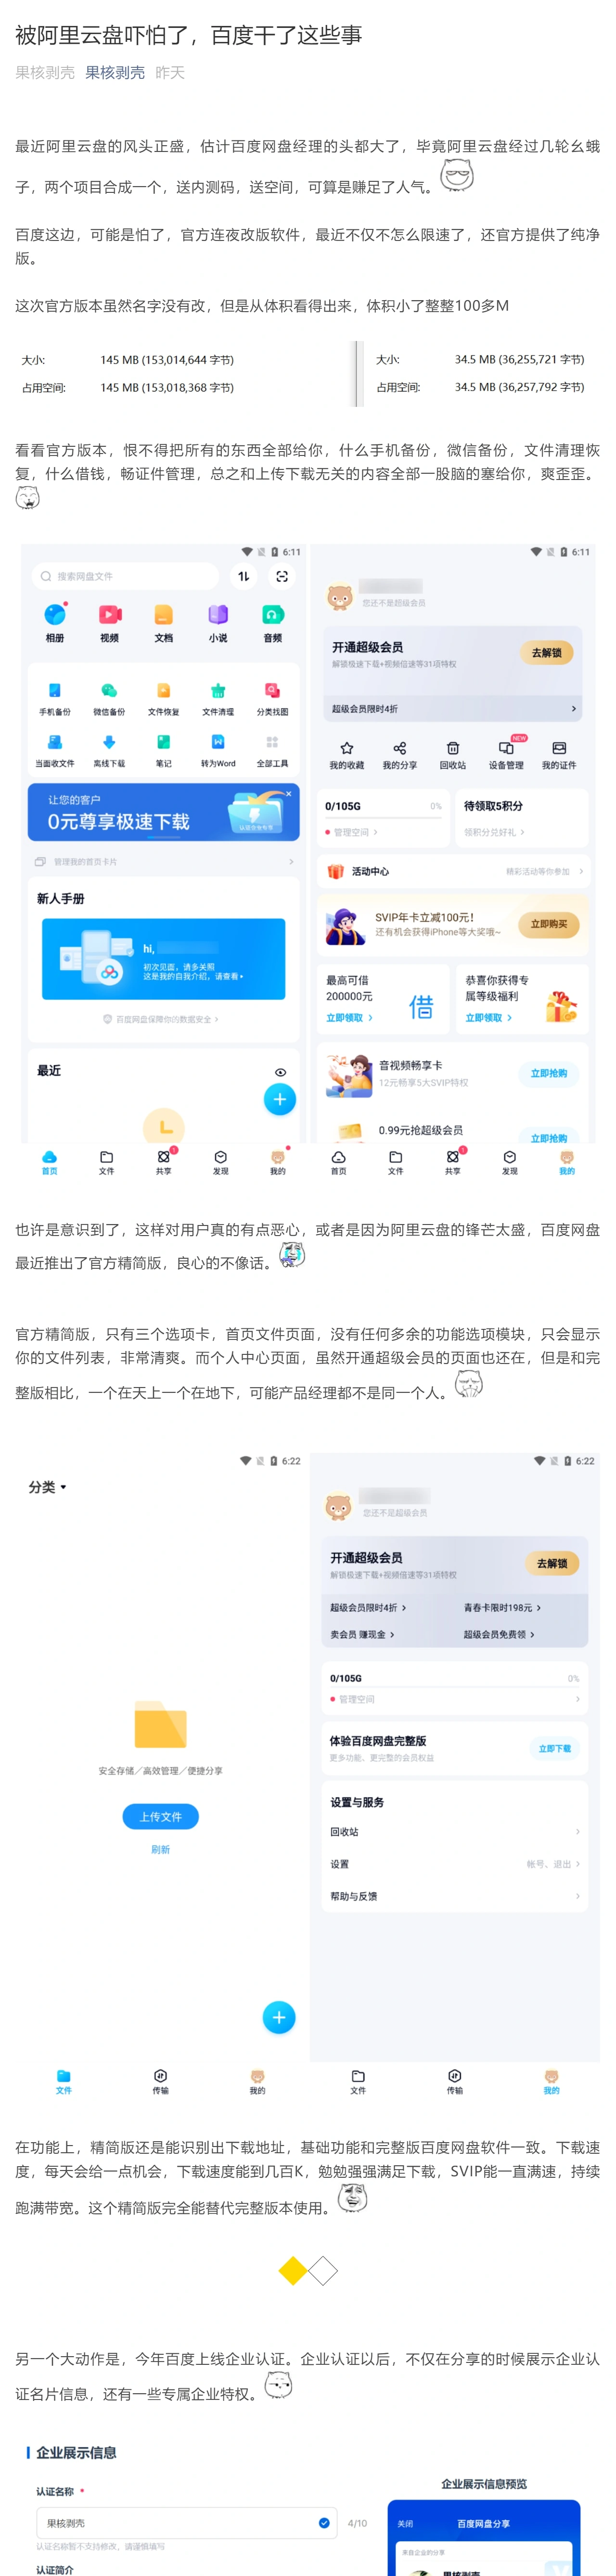 被阿里云盘吓怕了，百度干了这些事
果核剥壳 果核剥壳 昨天
最近阿里云盘的风头正盛，估计百度网盘经理的头都大了，毕竟阿里云盘经过几轮幺蛾
子，两个项目合成一个，送内测码，送空间，可算是赚足了人气。
百度这边，可能是怕了，官方连夜改版软件，最近不仅不怎么限速了，还官方提供了纯净
版。
这次官方版本虽然名字没有改，但是从体积看得出来，体积小了整整100多M
大小: 145 MB (153,014,644 字节)
占用空间: 145 MB (153,018,368 字节)
大小: 34.5 MB (36,255,721 字节)
占用空间: 34.5 MB (36,257,792 字节)
看看官方版本，恨不得把所有的东西全部给你，什么手机备份，微信备份，文件清理恢
复，什么借钱，畅证件管理，总之和上传下载无关的内容全部一股脑的塞给你，爽歪歪。
6:11
搜索网盘文件
相册 视频 文档 小说 音频
手机备份 微信备份 文件恢复 文件清理 分类找图
当面收文件 离线下载 笔记 转为Word 全部工具
让您的客户
0元尊享极速下载
管理我的首页卡片
新人手册
hi,
初次见面，请多关照
这是我的自我介绍，请查看
百度网盘保障你的数据安全
最近
首页 文件 共享 发现 我的
6:11
您还不是超级会员
开通超级会员
去解锁
解锁极速下载+视频倍速等31项特权
超级会员限时4折
NEW
我的收藏 我的分享 回收站 设备管理 我的证件
0/105G 0%
管理空间
待领取5积分
领积分兑好礼
活动中心 精彩活动等你参加
SVIP年卡立减100元！
还有机会获得iPhone等大奖哦~
立即购买
最高可借
200000元
立即领取
借
恭喜你获得专
属等级福利
立即领取
音视频畅享卡
12元畅享5大SVIP特权
立即抢购
0.99元抢超级会员
立即抢购
首页 文件 共享 发现 我的
也许是意识到了，这样对用户真的有点恶心，或者是因为阿里云盘的锋芒太盛，百度网盘
最近推出了官方精简版，良心的不像话。
官方精简版，只有三个选项卡，首页文件页面，没有任何多余的功能选项模块，只会显示
你的文件列表，非常清爽。而个人中心页面，虽然开通超级会员的页面也还在，但是和完
整版相比，一个在天上一个在地下，可能产品经理都不是同一个人。
6:22
分类
安全存储／高效管理／便捷分享
上传文件
刷新
文件 传输 我的
6:22
您还不是超级会员
开通超级会员
去解锁
解锁极速下载+视频倍速等31项特权
超级会员限时4折 青春卡限时198元
卖会员 赚现金 超级会员免费领
0/105G 0%
管理空间
体验百度网盘完整版
更多功能、更完整的会员权益
立即下载
设置与服务
回收站
设置 帐号、退出
帮助与反馈
文件 传输 我的
在功能上，精简版还是能识别出下载地址，基础功能和完整版百度网盘软件一致。下载速
度，每天会给一点机会，下载速度能到几百K，勉勉强强满足下载，SVIP能一直满速，持续
跑满带宽。这个精简版完全能替代完整版本使用。
另一个大动作是，今年百度上线企业认证。企业认证以后，不仅在分享的时候展示企业认
证名片信息，还有一些专属企业特权。
企业展示信息
认证名称 *
果核剥壳
4/10
认证名称暂不支持修改，请谨慎填写
认证简介
企业展示信息预览
关闭 百度网盘分享
来自企业的分享
果核剥壳